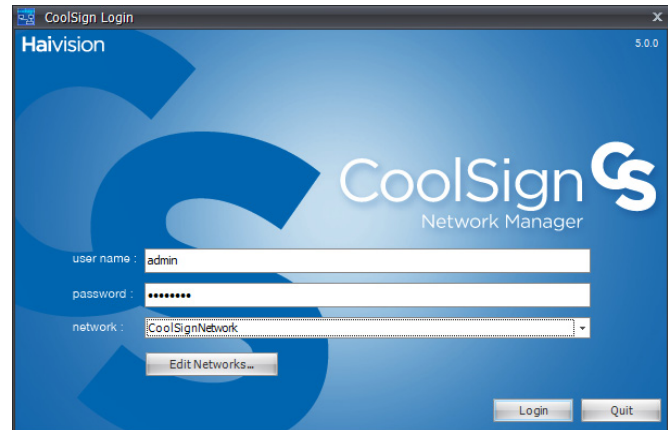 CoolSign Login
Haivision
5.0.0
CoolSign CS
Network Manager
user name : admin
password : ••••••••
network : CoolSignNetwork
Edit Networks...
Login Quit